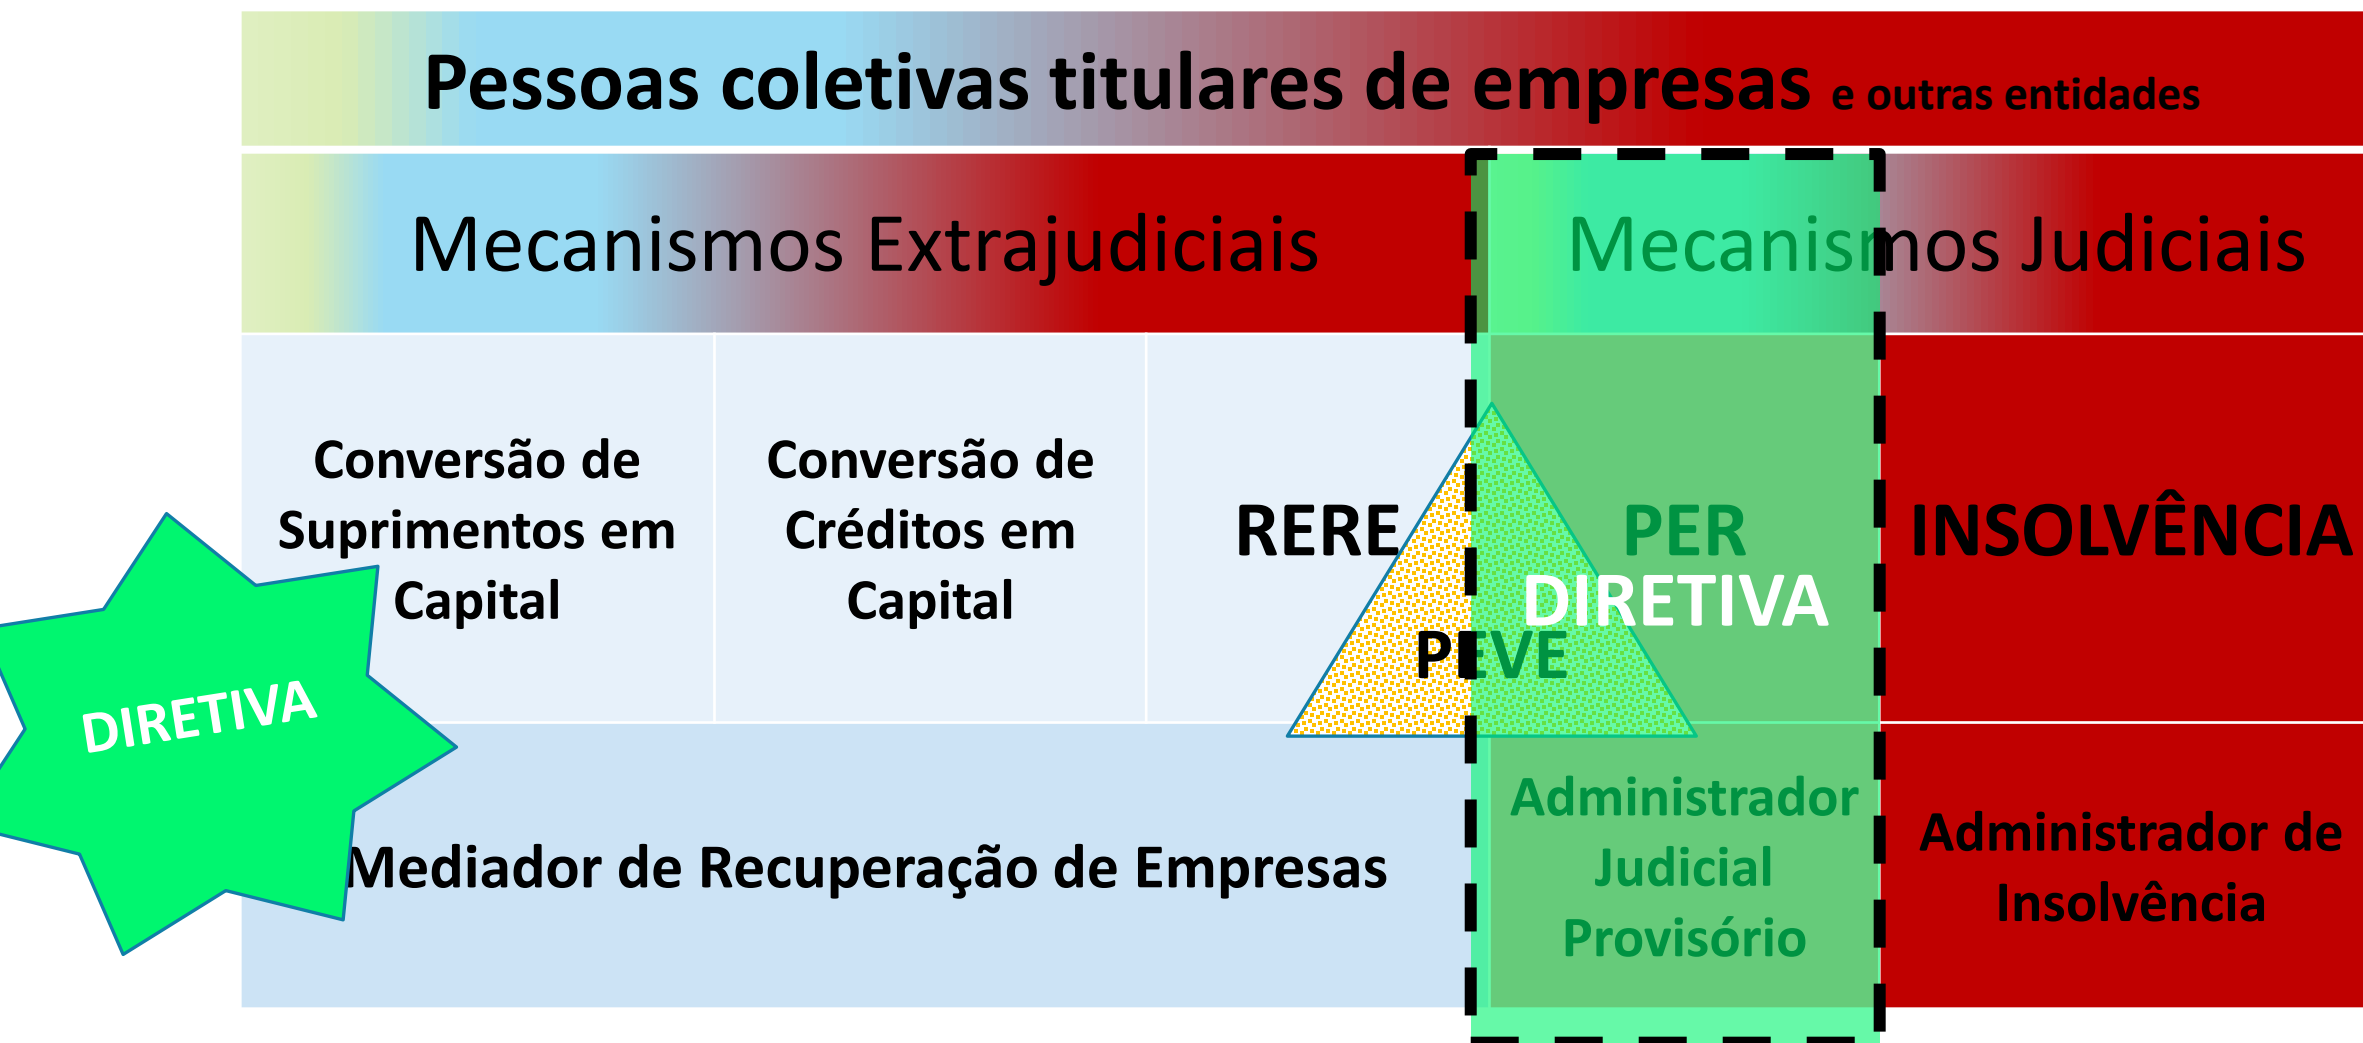 Pessoas coletivas titulares de empresas e outras entidades
Mecanismos Extrajudiciais
Mecanismos Judiciais
Conversão de
Suprimentos em
Capital
Conversão de
Créditos em
Capital
RERE
PEVE
PER
DIRETIVA
INSOLVÊNCIA
DIRETIVA
Mediador de Recuperação de Empresas
Administrador
Judicial
Provisório
Administrador de
Insolvência